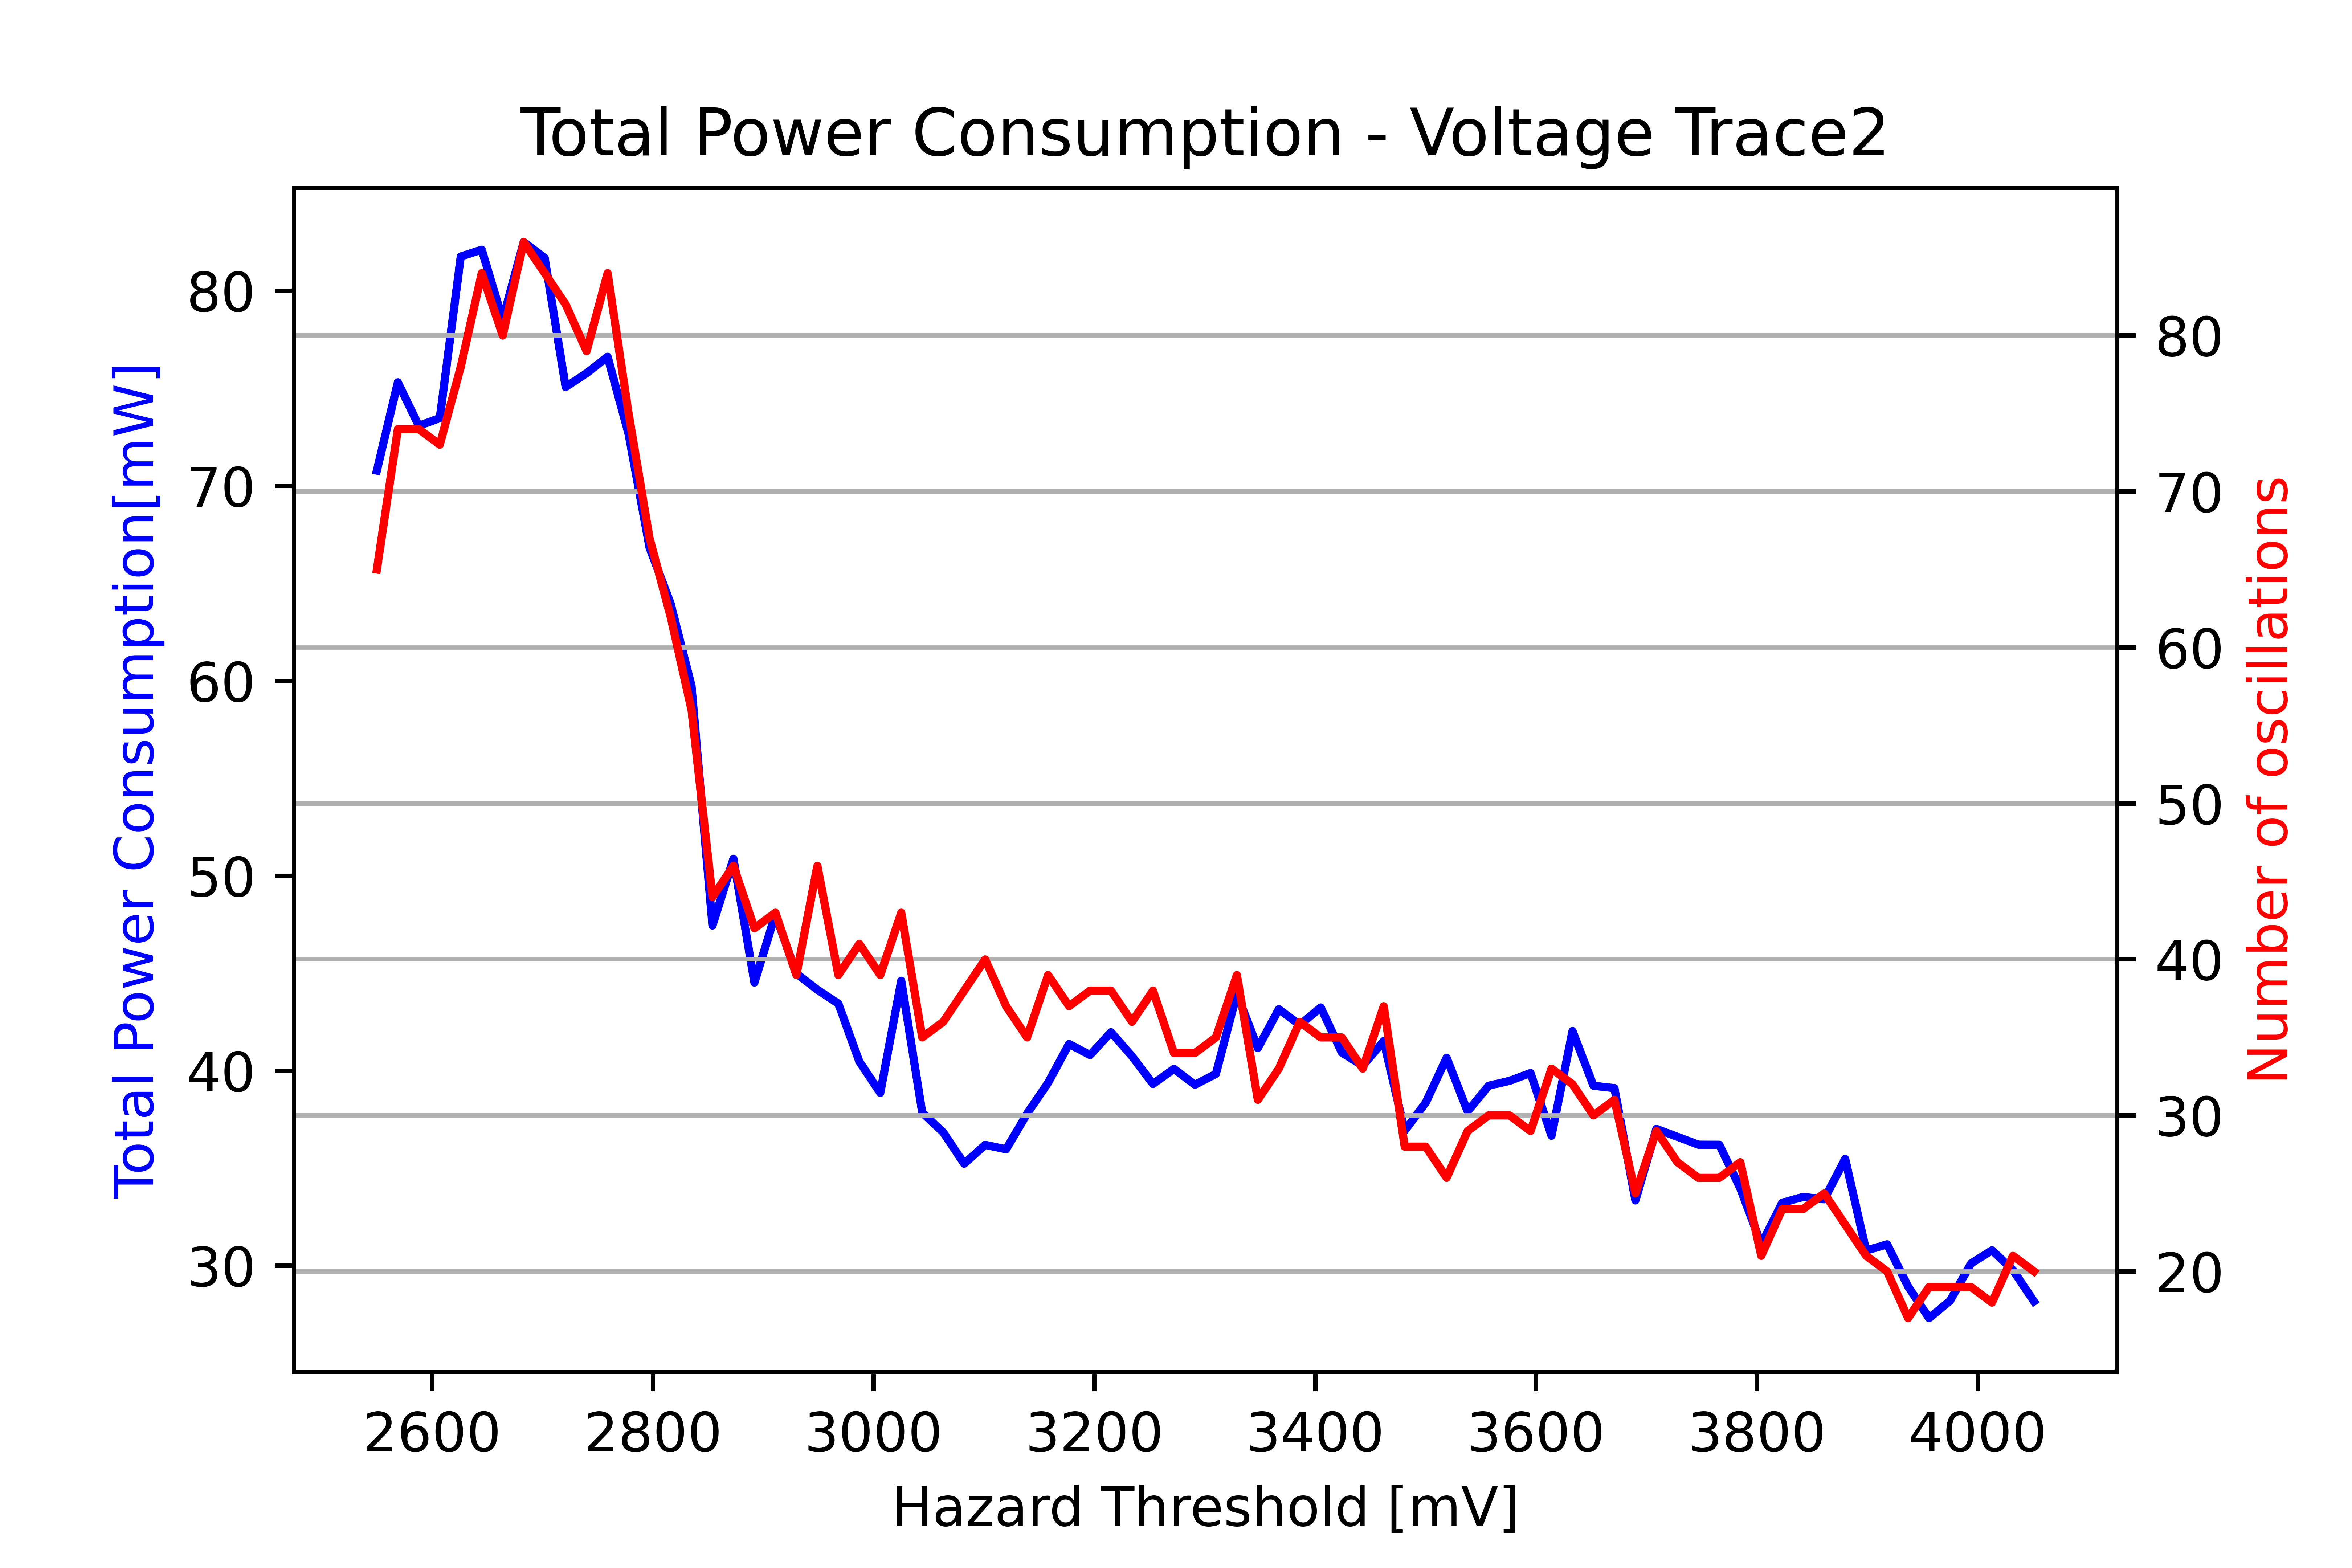 Total Power Consumption - Voltage Trace2
Total Power Consumption[mW]
80
70
60
50
40
30
80
70
60
50
40
30
20
Number of oscillations
2600 2800 3000 3200 3400 3600 3800 4000
Hazard Threshold [mV]